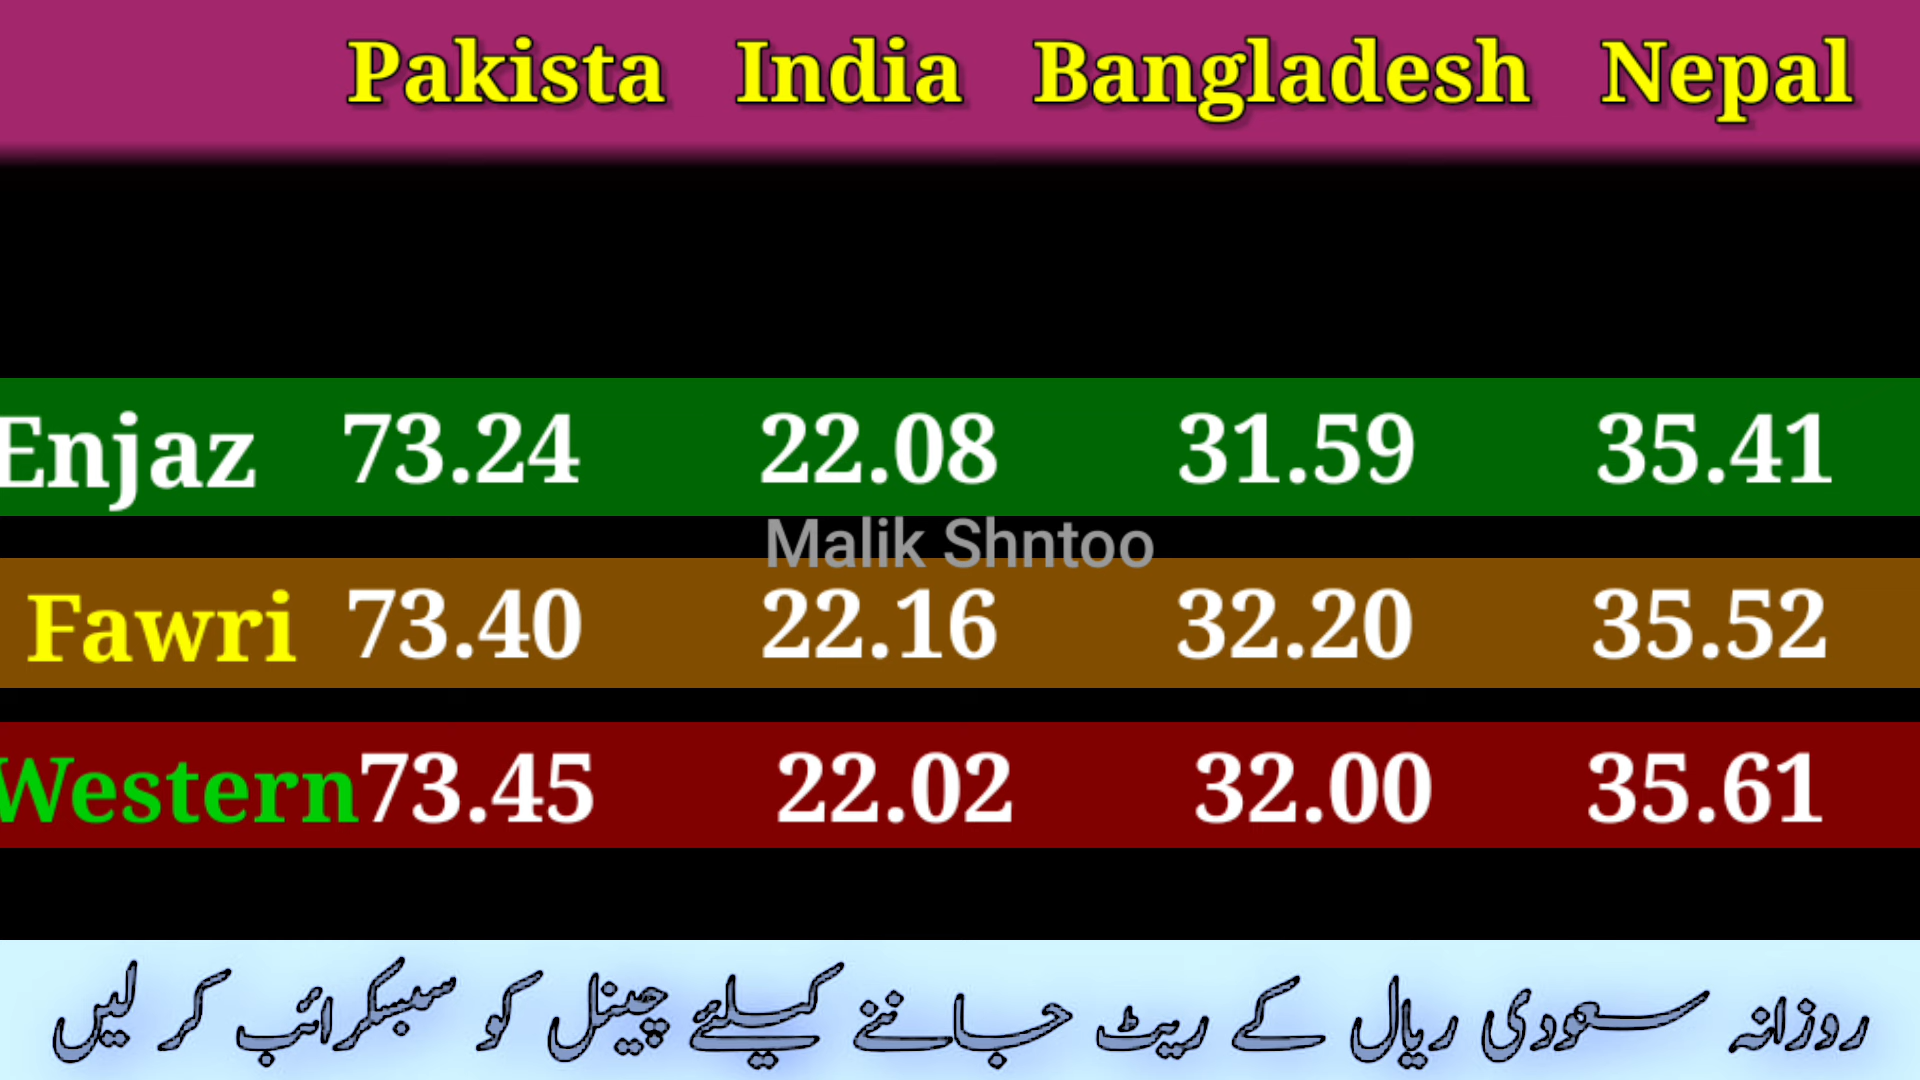 Pakista India Bangladesh Nepal
Enjaz 73.24 22.08 31.59 35.41
Malik Shntoo
Fawri 73.40 22.16 32.20 35.52
Western 73.45 22.02 32.00 35.61
روزانہ سعودی ریال کے ریٹ جاننے کیلئے چینل کو سبسکرائب کر لیں